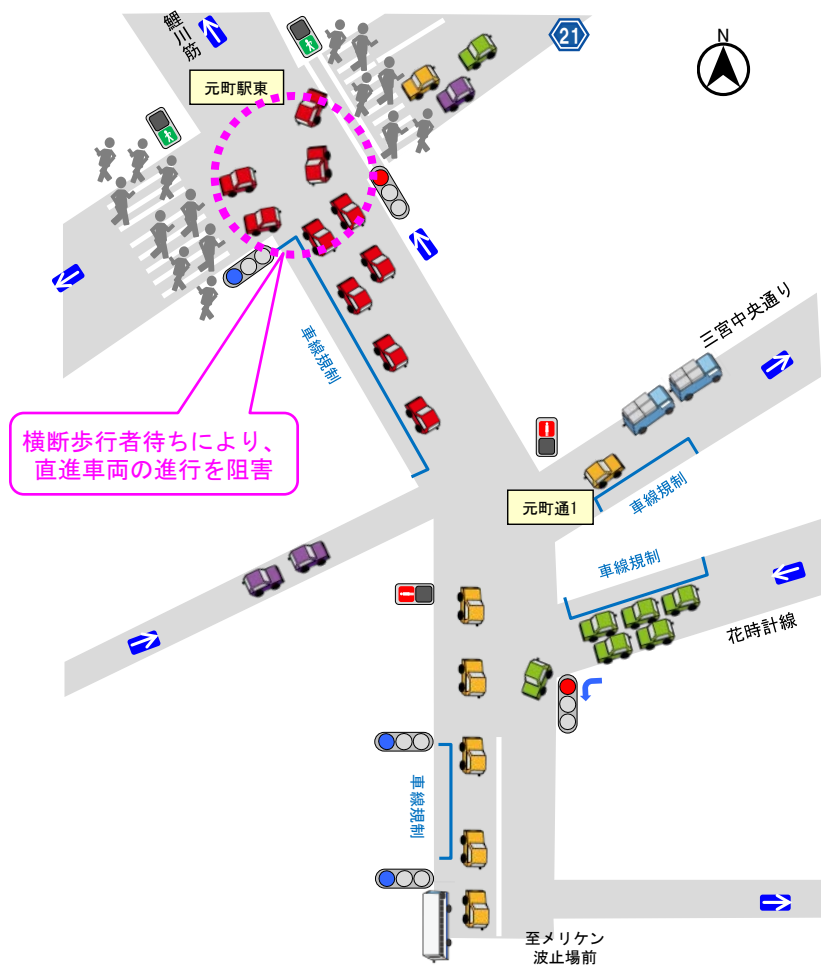 鯉川筋
21
N
元町駅東
三宮中央通り
車線規制
横断歩行者待ちにより、
直進車両の進行を阻害
元町通1
車線規制
車線規制
花時計線
車線規制
至メリケン
波止場前